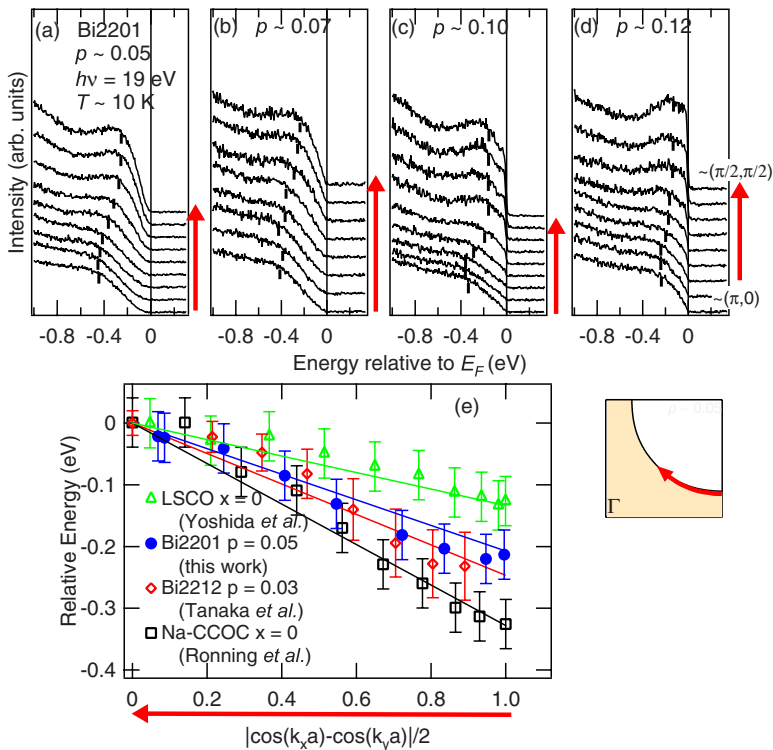 (a) Bi2201
p ~ 0.05
hν = 19 eV
T ~ 10 K
(b) p ~ 0.07
(c) p ~ 0.10
(d) p ~ 0.12
~(π/2,π/2)
~(π,0)
Intensity (arb. units)
-0.8 -0.4 0
-0.8 -0.4 0
-0.8 -0.4 0
-0.8 -0.4 0
Energy relative to E_F (eV)
(e)
0
-0.1
-0.2
-0.3
-0.4
Relative Energy (eV)
LSCO x = 0
(Yoshida et al.)
Bi2201 p = 0.05
(this work)
Bi2212 p = 0.03
(Tanaka et al.)
Na-CCOC x = 0
(Ronning et al.)
0 0.2 0.4 0.6 0.8 1.0
|cos(k_xa)-cos(k_ya)|/2
p ~ 0.05
Γ